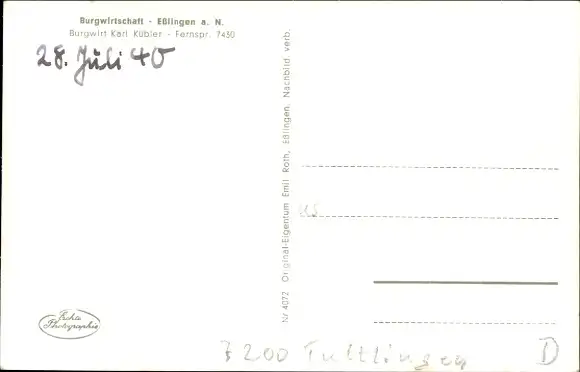 Burgwirtschaft - Eßlingen a. N.
Burgwirt Karl Kübler - Fernspr. 7430
28. Juli 40
Nr 4072 Original-Eigentum Emil Roth, Eßlingen. Nachbild. verb.
us
Echte
Photographie
7200 Tuttlingen D